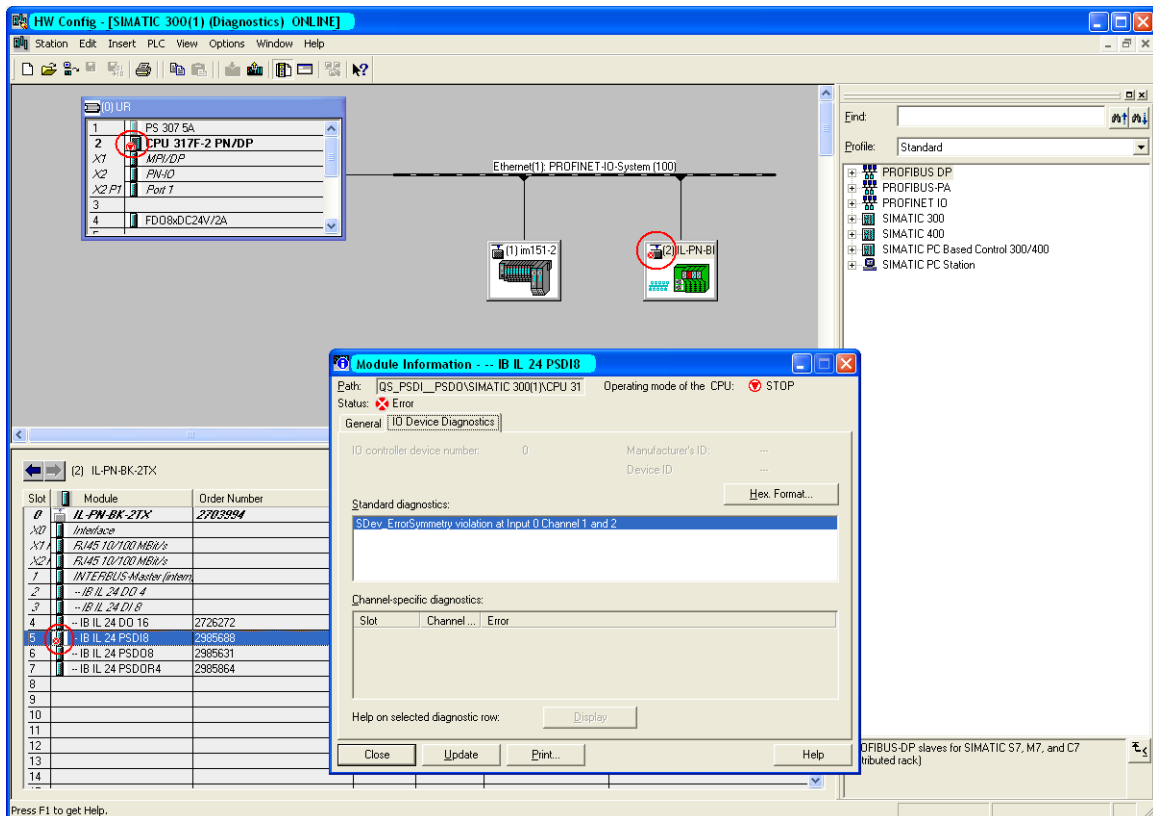 HW Config - [SIMATIC 300(1) (Diagnostics) ONLINE]
Station Edit Insert PLC View Options Window Help
(0) UR
1 PS 307 5A
2 CPU 317F-2 PN/DP
X1 MPI/DP
X2 PN-IO
X2 P1 Port 1
3
4 FDO8xDC24V/2A
Ethernet(1): PROFINET-IO-System (100)
(1) im151-2
(2) IL-PN-BI
Find:
Profile: Standard
PROFIBUS DP
PROFIBUS-PA
PROFINET IO
SIMATIC 300
SIMATIC 400
SIMATIC PC Based Control 300/400
SIMATIC PC Station
Module Information - -- IB IL 24 PSDI8
Path: QS_PSDI__PSDO\SIMATIC 300(1)\CPU 31 Operating mode of the CPU: STOP
Status: Error
General IO Device Diagnostics
IO controller device number: 0 Manufacturer's ID: ---
Device ID ---
Hex. Format...
Standard diagnostics:
SDev_ErrorSymmetry violation at Input 0 Channel 1 and 2
Channel-specific diagnostics:
Slot Channel ... Error
Help on selected diagnostic row: Display
Close Update Print... Help
(2) IL-PN-BK-2TX
Slot Module Order Number
0 IL-PN-BK-2TX 2703994
X0 Interface
X1 RJ45 10/100 MBit/s
X2 RJ45 10/100 MBit/s
1 INTERBUS-Master (intern
2 -- IB IL 24 DO 4
3 -- IB IL 24 DI 8
4 -- IB IL 24 DO 16 2726272
5 - IB IL 24 PSDI8 2985688
6 -- IB IL 24 PSDO8 2985631
7 -- IB IL 24 PSDOR4 2985864
8
9
10
11
12
13
14
OFIBUS-DP slaves for SIMATIC S7, M7, and C7
tributed rack)
Press F1 to get Help.